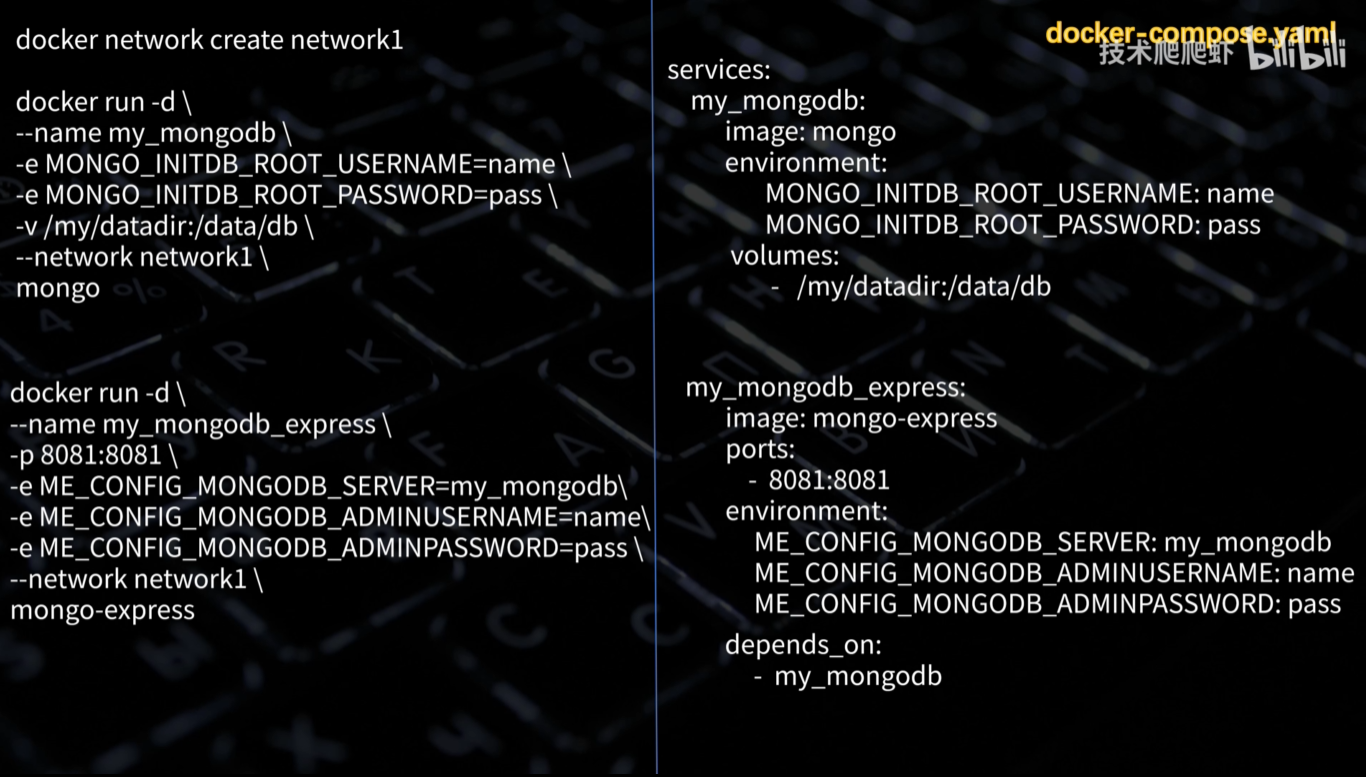 docker network create network1
docker run -d \
--name my_mongodb \
-e MONGO_INITDB_ROOT_USERNAME=name \
-e MONGO_INITDB_ROOT_PASSWORD=pass \
-v /my/datadir:/data/db \
--network network1 \
mongo
docker run -d \
--name my_mongodb_express \
-p 8081:8081 \
-e ME_CONFIG_MONGODB_SERVER=my_mongodb\
-e ME_CONFIG_MONGODB_ADMINUSERNAME=name\
-e ME_CONFIG_MONGODB_ADMINPASSWORD=pass \
--network network1 \
mongo-express
docker-compose.yaml
技术爬爬虾 bilibili
services:
my_mongodb:
image: mongo
environment:
MONGO_INITDB_ROOT_USERNAME: name
MONGO_INITDB_ROOT_PASSWORD: pass
volumes:
- /my/datadir:/data/db
my_mongodb_express:
image: mongo-express
ports:
- 8081:8081
environment:
ME_CONFIG_MONGODB_SERVER: my_mongodb
ME_CONFIG_MONGODB_ADMINUSERNAME: name
ME_CONFIG_MONGODB_ADMINPASSWORD: pass
depends_on:
- my_mongodb